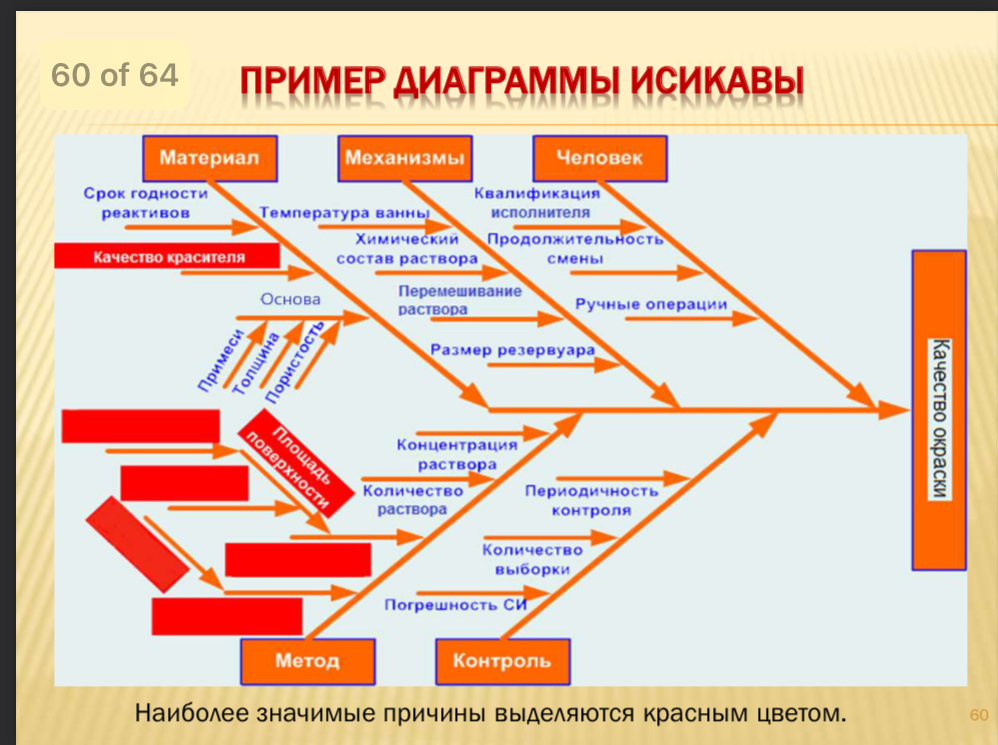 60 of 64
ПРИМЕР ДИАГРАММЫ ИСИКАВЫ
Материал
Механизмы
Человек
Срок годности
реактивов
Качество красителя
Основа
Примеси
Толщина
Пористость
Температура ванны
Химический
состав раствора
Перемешивание
раствора
Размер резервуара
Квалификация
исполнителя
Продолжительность
смены
Ручные операции
Качество окраски
Площадь
поверхности
Концентрация
раствора
Количество
раствора
Периодичность
контроля
Количество
выборки
Погрешность СИ
Метод
Контроль
Наиболее значимые причины выделяются красным цветом.
60